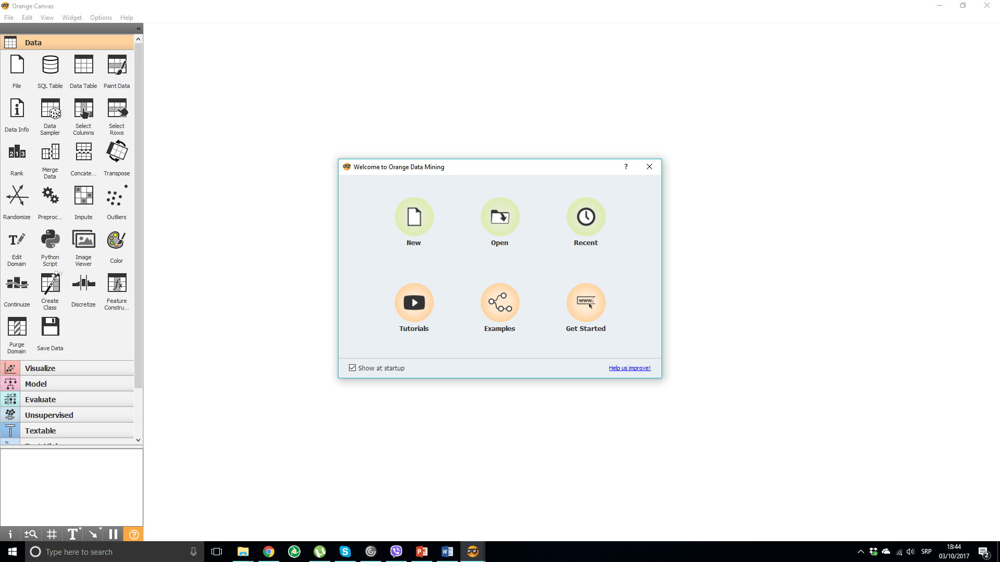 Orange Canvas
File Edit View Widget Options Help
Data
File SQL Table Data Table Paint Data
Data Info Data Sampler Select Columns Select Rows
Rank Merge Data Concate... Transpose
Randomize Preproc... Impute Outliers
Edit Domain Python Script Image Viewer Color
Continuize Create Class Discretize Feature Constru...
Purge Domain Save Data
Visualize
Model
Evaluate
Unsupervised
Textable
Welcome to Orange Data Mining
New Open Recent
www.
Tutorials Examples Get Started
Show at startup Help us improve!
Type here to search
SRP
18:44
03/10/2017
2